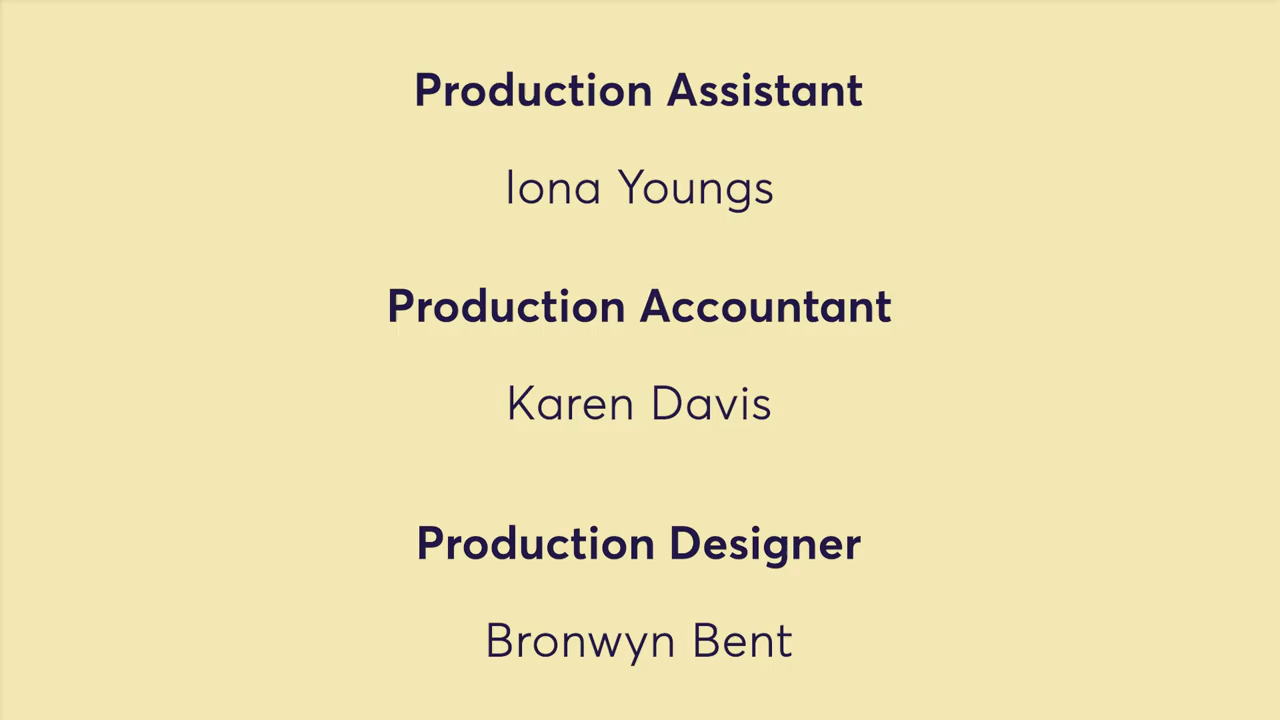 Production Assistant
Iona Youngs
Production Accountant
Karen Davis
Production Designer
Bronwyn Bent